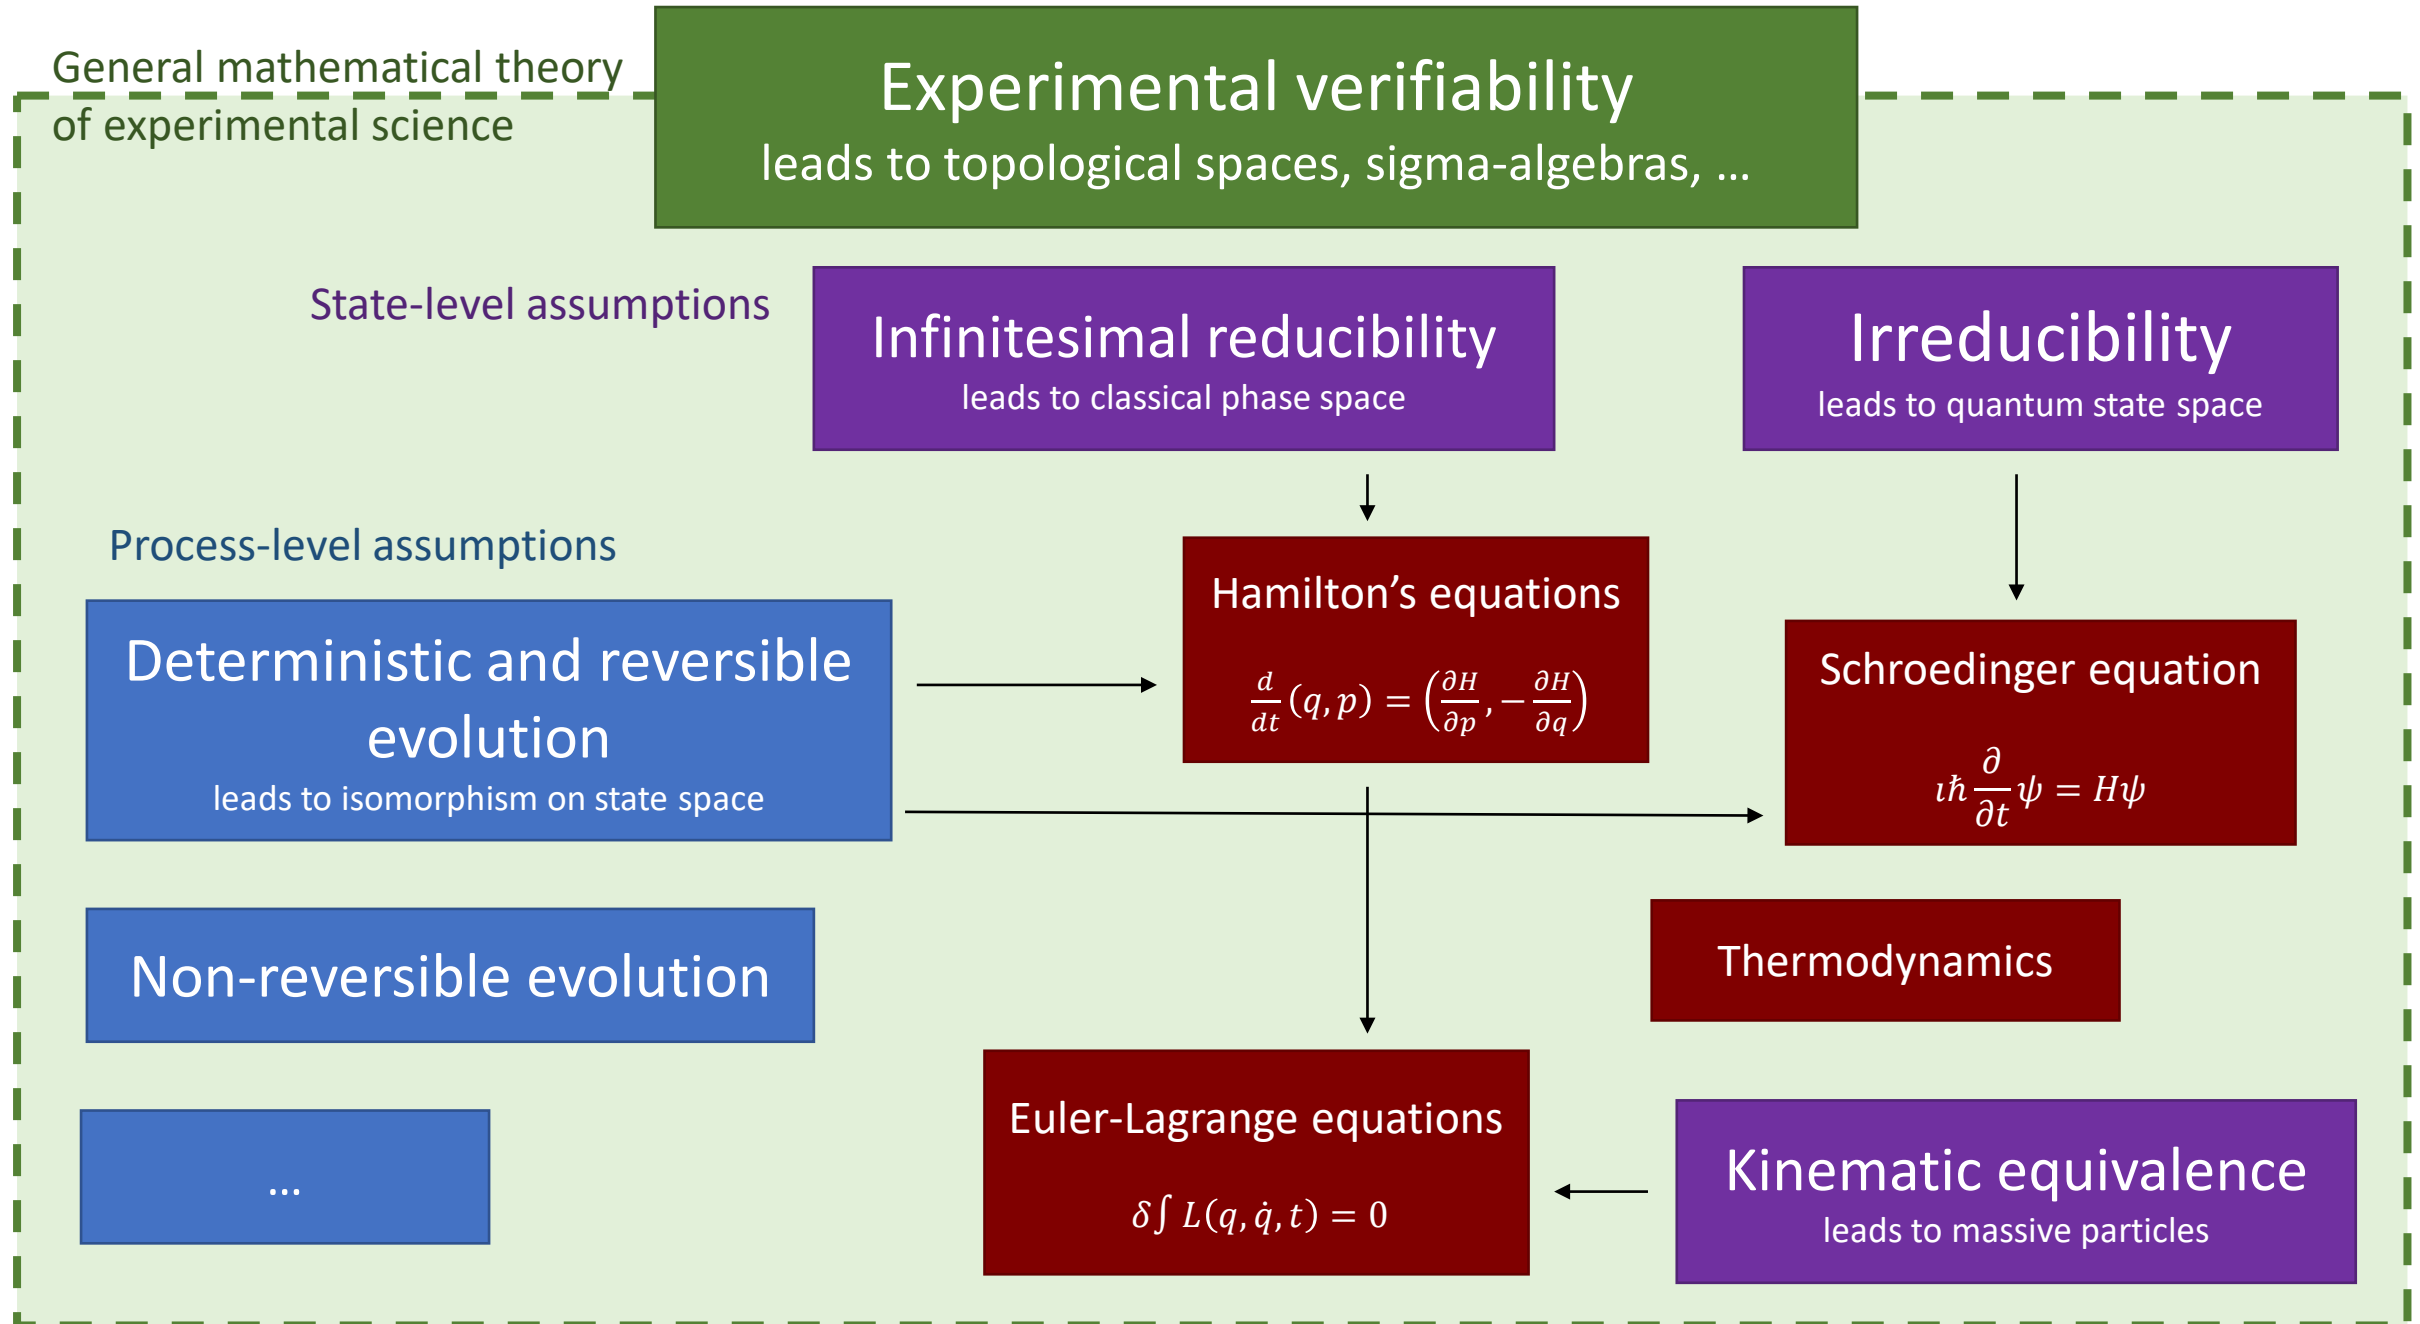 General mathematical theory
of experimental science
Experimental verifiability
leads to topological spaces, sigma-algebras, …
State-level assumptions
Infinitesimal reducibility
leads to classical phase space
Irreducibility
leads to quantum state space
Process-level assumptions
Deterministic and reversible
evolution
leads to isomorphism on state space
Hamilton’s equations
d/dt (q, p) = (∂H/∂p, −∂H/∂q)
Schroedinger equation
ıħ ∂/∂t ψ = Hψ
Non-reversible evolution
Thermodynamics
…
Euler-Lagrange equations
δ∫ L(q, q̇, t) = 0
Kinematic equivalence
leads to massive particles